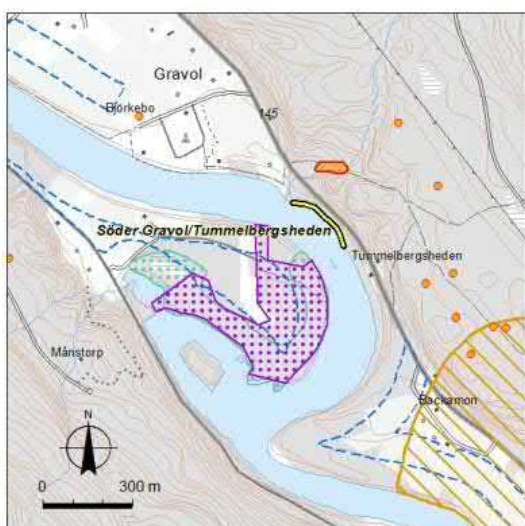 Gravol
Björkebo
145
Söder Gravol/Tummelbergsheden
Tummelbergsheden
Månstorp
Backamon
N
0 300 m